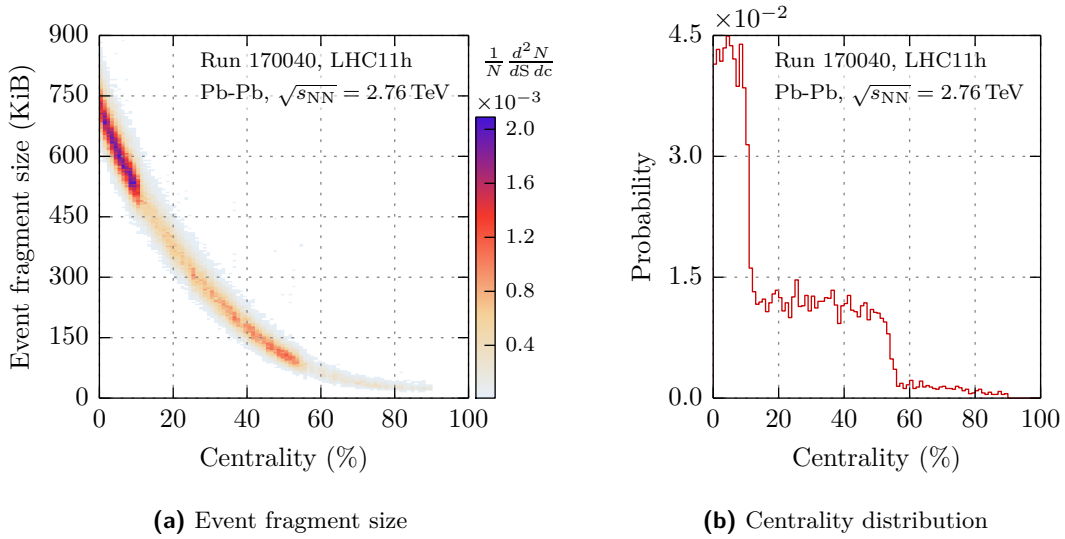 900
750
600
450
300
150
0
Event fragment size (KiB)
Run 170040, LHC11h
Pb-Pb, √sNN = 2.76 TeV
1/N d²N/dS dc
×10⁻³
2.0
1.6
1.2
0.8
0.4
0 20 40 60 80 100
Centrality (%)
(a) Event fragment size
×10⁻²
4.5
3.0
1.5
0.0
Probability
Run 170040, LHC11h
Pb-Pb, √sNN = 2.76 TeV
0 20 40 60 80 100
Centrality (%)
(b) Centrality distribution